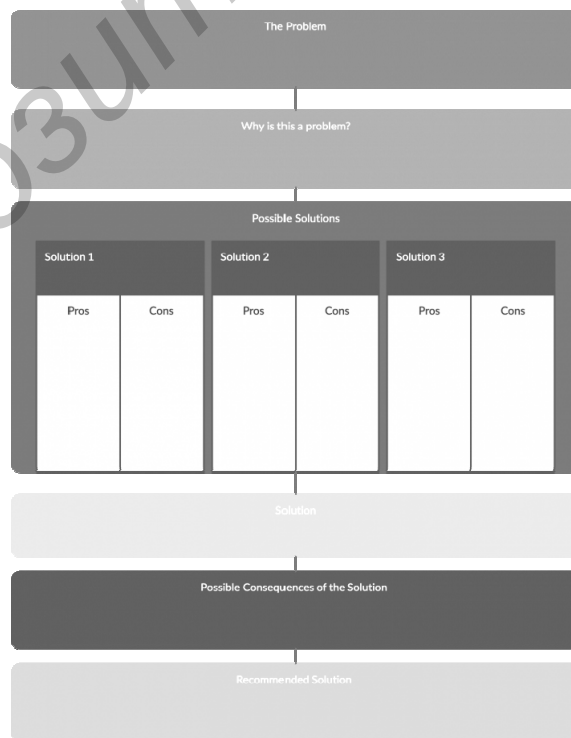 The Problem
Why is this a problem?
Possible Solutions
Solution 1
Solution 2
Solution 3
Pros
Cons
Pros
Cons
Pros
Cons
Solution
Possible Consequences of the Solution
Recommended Solution